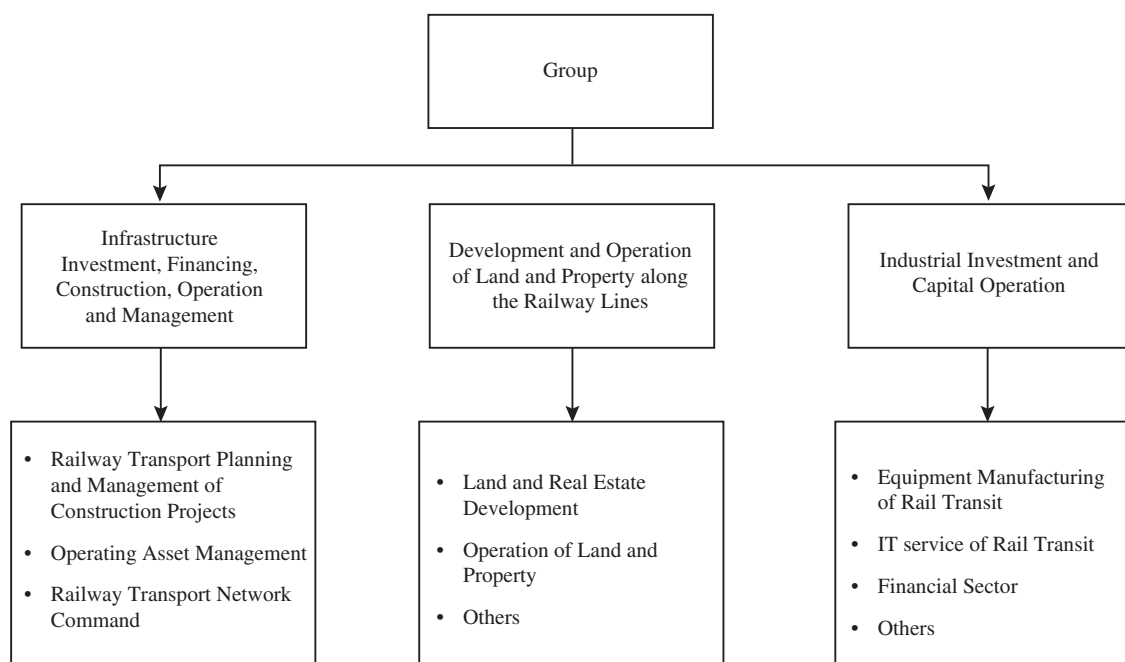 Group
Infrastructure
Investment, Financing,
Construction, Operation
and Management
Development and Operation
of Land and Property along
the Railway Lines
Industrial Investment and
Capital Operation
• Railway Transport Planning
and Management of
Construction Projects
• Operating Asset Management
• Railway Transport Network
Command
• Land and Real Estate
Development
• Operation of Land and
Property
• Others
• Equipment Manufacturing
of Rail Transit
• IT service of Rail Transit
• Financial Sector
• Others